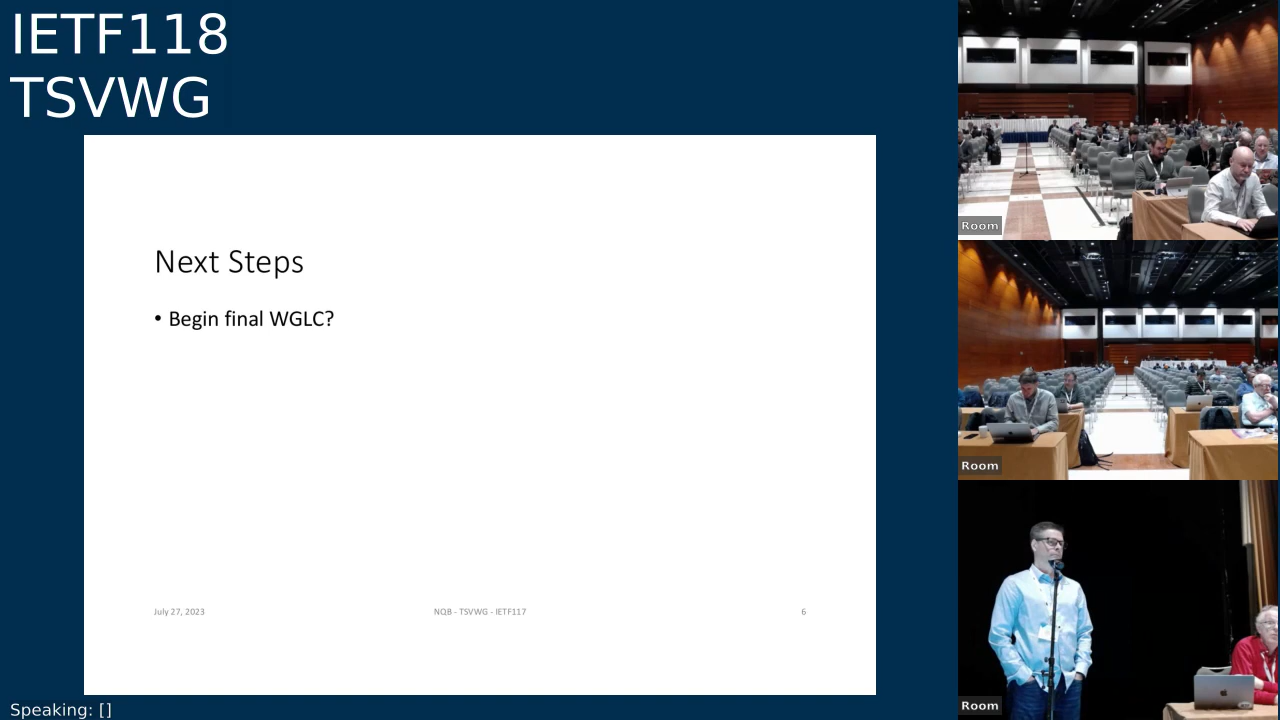 IETF118
TSVWG
Next Steps
• Begin final WGLC?
July 27, 2023
NQB - TSVWG - IETF117
6
Room
Room
Room
Speaking: []